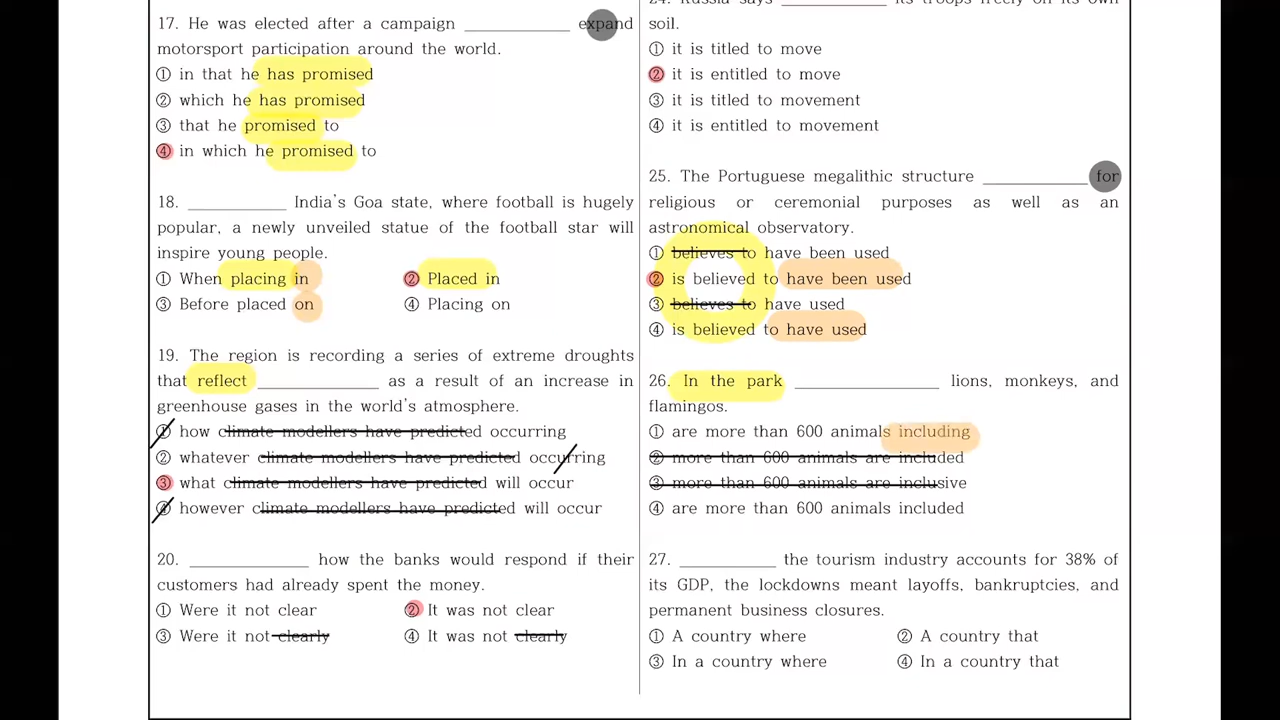 17. He was elected after a campaign ____________ expand
motorsport participation around the world.
① in that he has promised
② which he has promised
③ that he promised to
④ in which he promised to
18. ___________ India's Goa state, where football is hugely
popular, a newly unveiled statue of the football star will
inspire young people.
① When placing in ② Placed in
③ Before placed on ④ Placing on
19. The region is recording a series of extreme droughts
that reflect ______________ as a result of an increase in
greenhouse gases in the world's atmosphere.
① how climate modellers have predicted occurring
② whatever climate modellers have predicted occurring
③ what climate modellers have predicted will occur
④ however climate modellers have predicted will occur
20. _____________ how the banks would respond if their
customers had already spent the money.
① Were it not clear ② It was not clear
③ Were it not clearly ④ It was not clearly
24. Russia says ____________ its troops freely on its own
soil.
① it is titled to move
② it is entitled to move
③ it is titled to movement
④ it is entitled to movement
25. The Portuguese megalithic structure ____________ for
religious or ceremonial purposes as well as an
astronomical observatory.
① believes to have been used
② is believed to have been used
③ believes to have used
④ is believed to have used
26. In the park ________________ lions, monkeys, and
flamingos.
① are more than 600 animals including
② more than 600 animals are included
③ more than 600 animals are inclusive
④ are more than 600 animals included
27. ___________ the tourism industry accounts for 38% of
its GDP, the lockdowns meant layoffs, bankruptcies, and
permanent business closures.
① A country where ② A country that
③ In a country where ④ In a country that